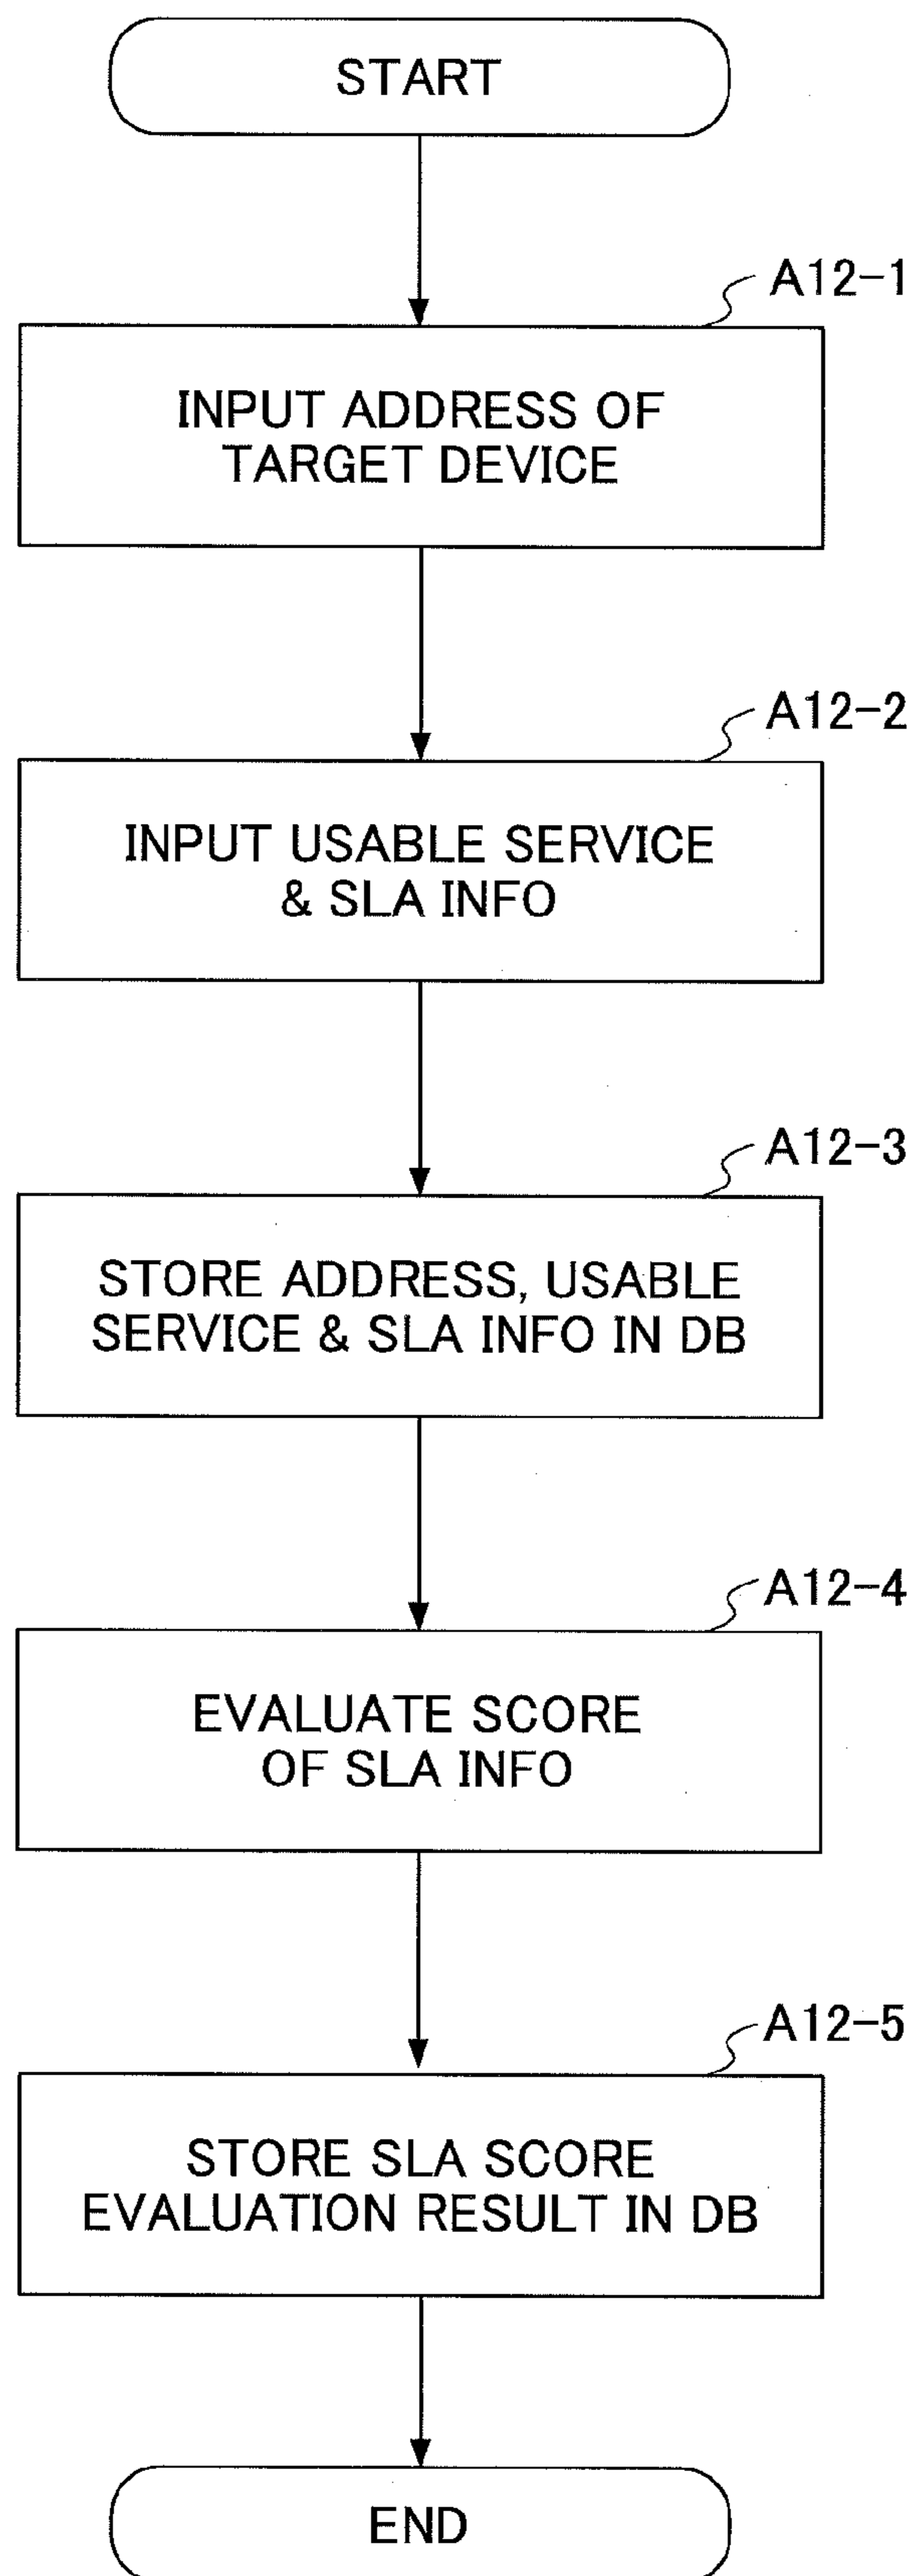 START
A12-1
INPUT ADDRESS OF
TARGET DEVICE
A12-2
INPUT USABLE SERVICE
& SLA INFO
A12-3
STORE ADDRESS, USABLE
SERVICE & SLA INFO IN DB
A12-4
EVALUATE SCORE
OF SLA INFO
A12-5
STORE SLA SCORE
EVALUATION RESULT IN DB
END